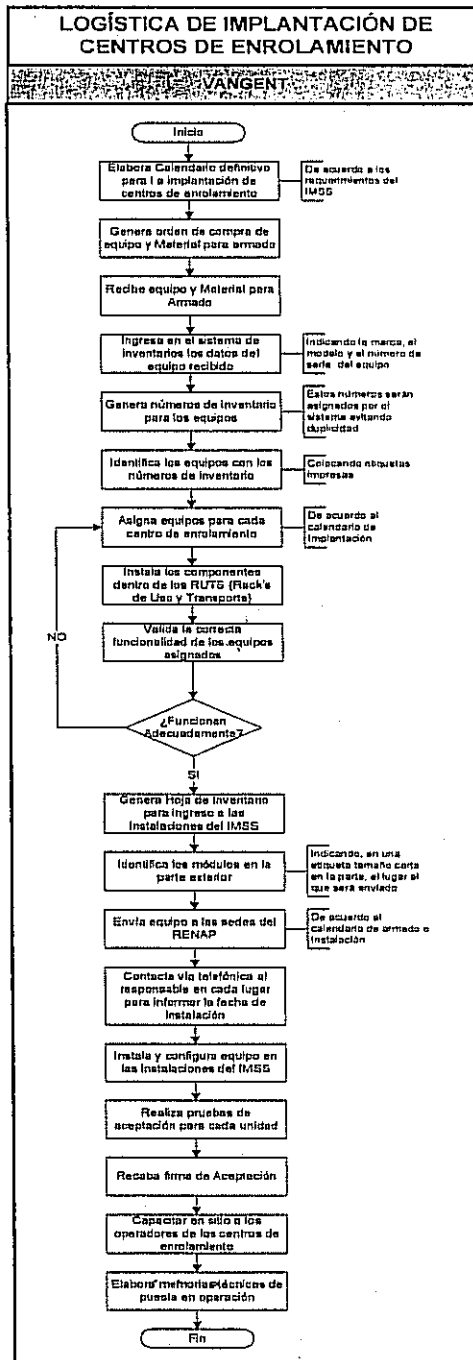 LOGÍSTICA DE IMPLANTACIÓN DE
CENTROS DE ENROLAMIENTO
VANGENT
Inicio
Elabora Calendario definitivo
para la implantación de
centros de enrolamiento
De acuerdo a los
requerimientos del
IMSS
Genera orden de compra de
equipo y Material para armado
Recibe equipo y Material para
Armado
Ingresa en el sistema de
inventarios los datos del
equipo recibido
Indicando la marca, el
modelo y el número de
serie del equipo
Genera números de inventario
para los equipos
Estos números serán
asignados por el
sistema evitando
duplicidad
Identifica los equipos con los
números de inventario
Colocando etiquetas
impresas
Asigna equipos para cada
centro de enrolamiento
De acuerdo al
calendario de
Implantación
Instala los componentes
dentro de los RUTS (Rack's
de Uso y Transporte)
NO
Valida la correcta
funcionalidad de los equipos
asignados
¿Funcionan
Adecuadamente?
SI
Genera Hoja de Inventario
para ingreso a las
Instalaciones del IMSS
Identifica los módulos en la
parte exterior
Indicando, en una
etiqueta tamaño carta
en la parte, el lugar al
que será enviado
Envía equipo a las sedes del
RENAP
De acuerdo al
calendario de armado e
Instalación
Contacta vía telefónica al
responsable en cada lugar
para informar la fecha de
Instalación
Instala y configura equipo en
las Instalaciones del IMSS
Realiza pruebas de
aceptación para cada unidad
Recaba firma de Aceptación
Capacitar en sitio a los
operadores de los centros de
enrolamiento
Elabora memorias técnicas de
puesta en operación
Fin